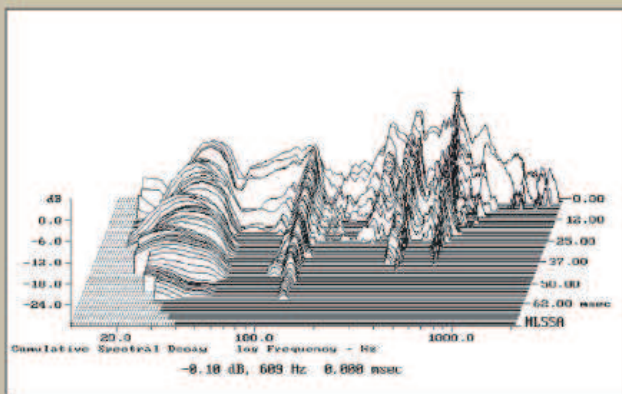 dB
0.0
-6.0
-12.0
-18.0
-24.0
0.00
12.00
25.00
37.00
50.00
62.00 msec
MLSSA
20.0 100.0 1000.0
Cumulative Spectral Decay log Frequency - Hz
-0.10 dB, 609 Hz 0.000 msec